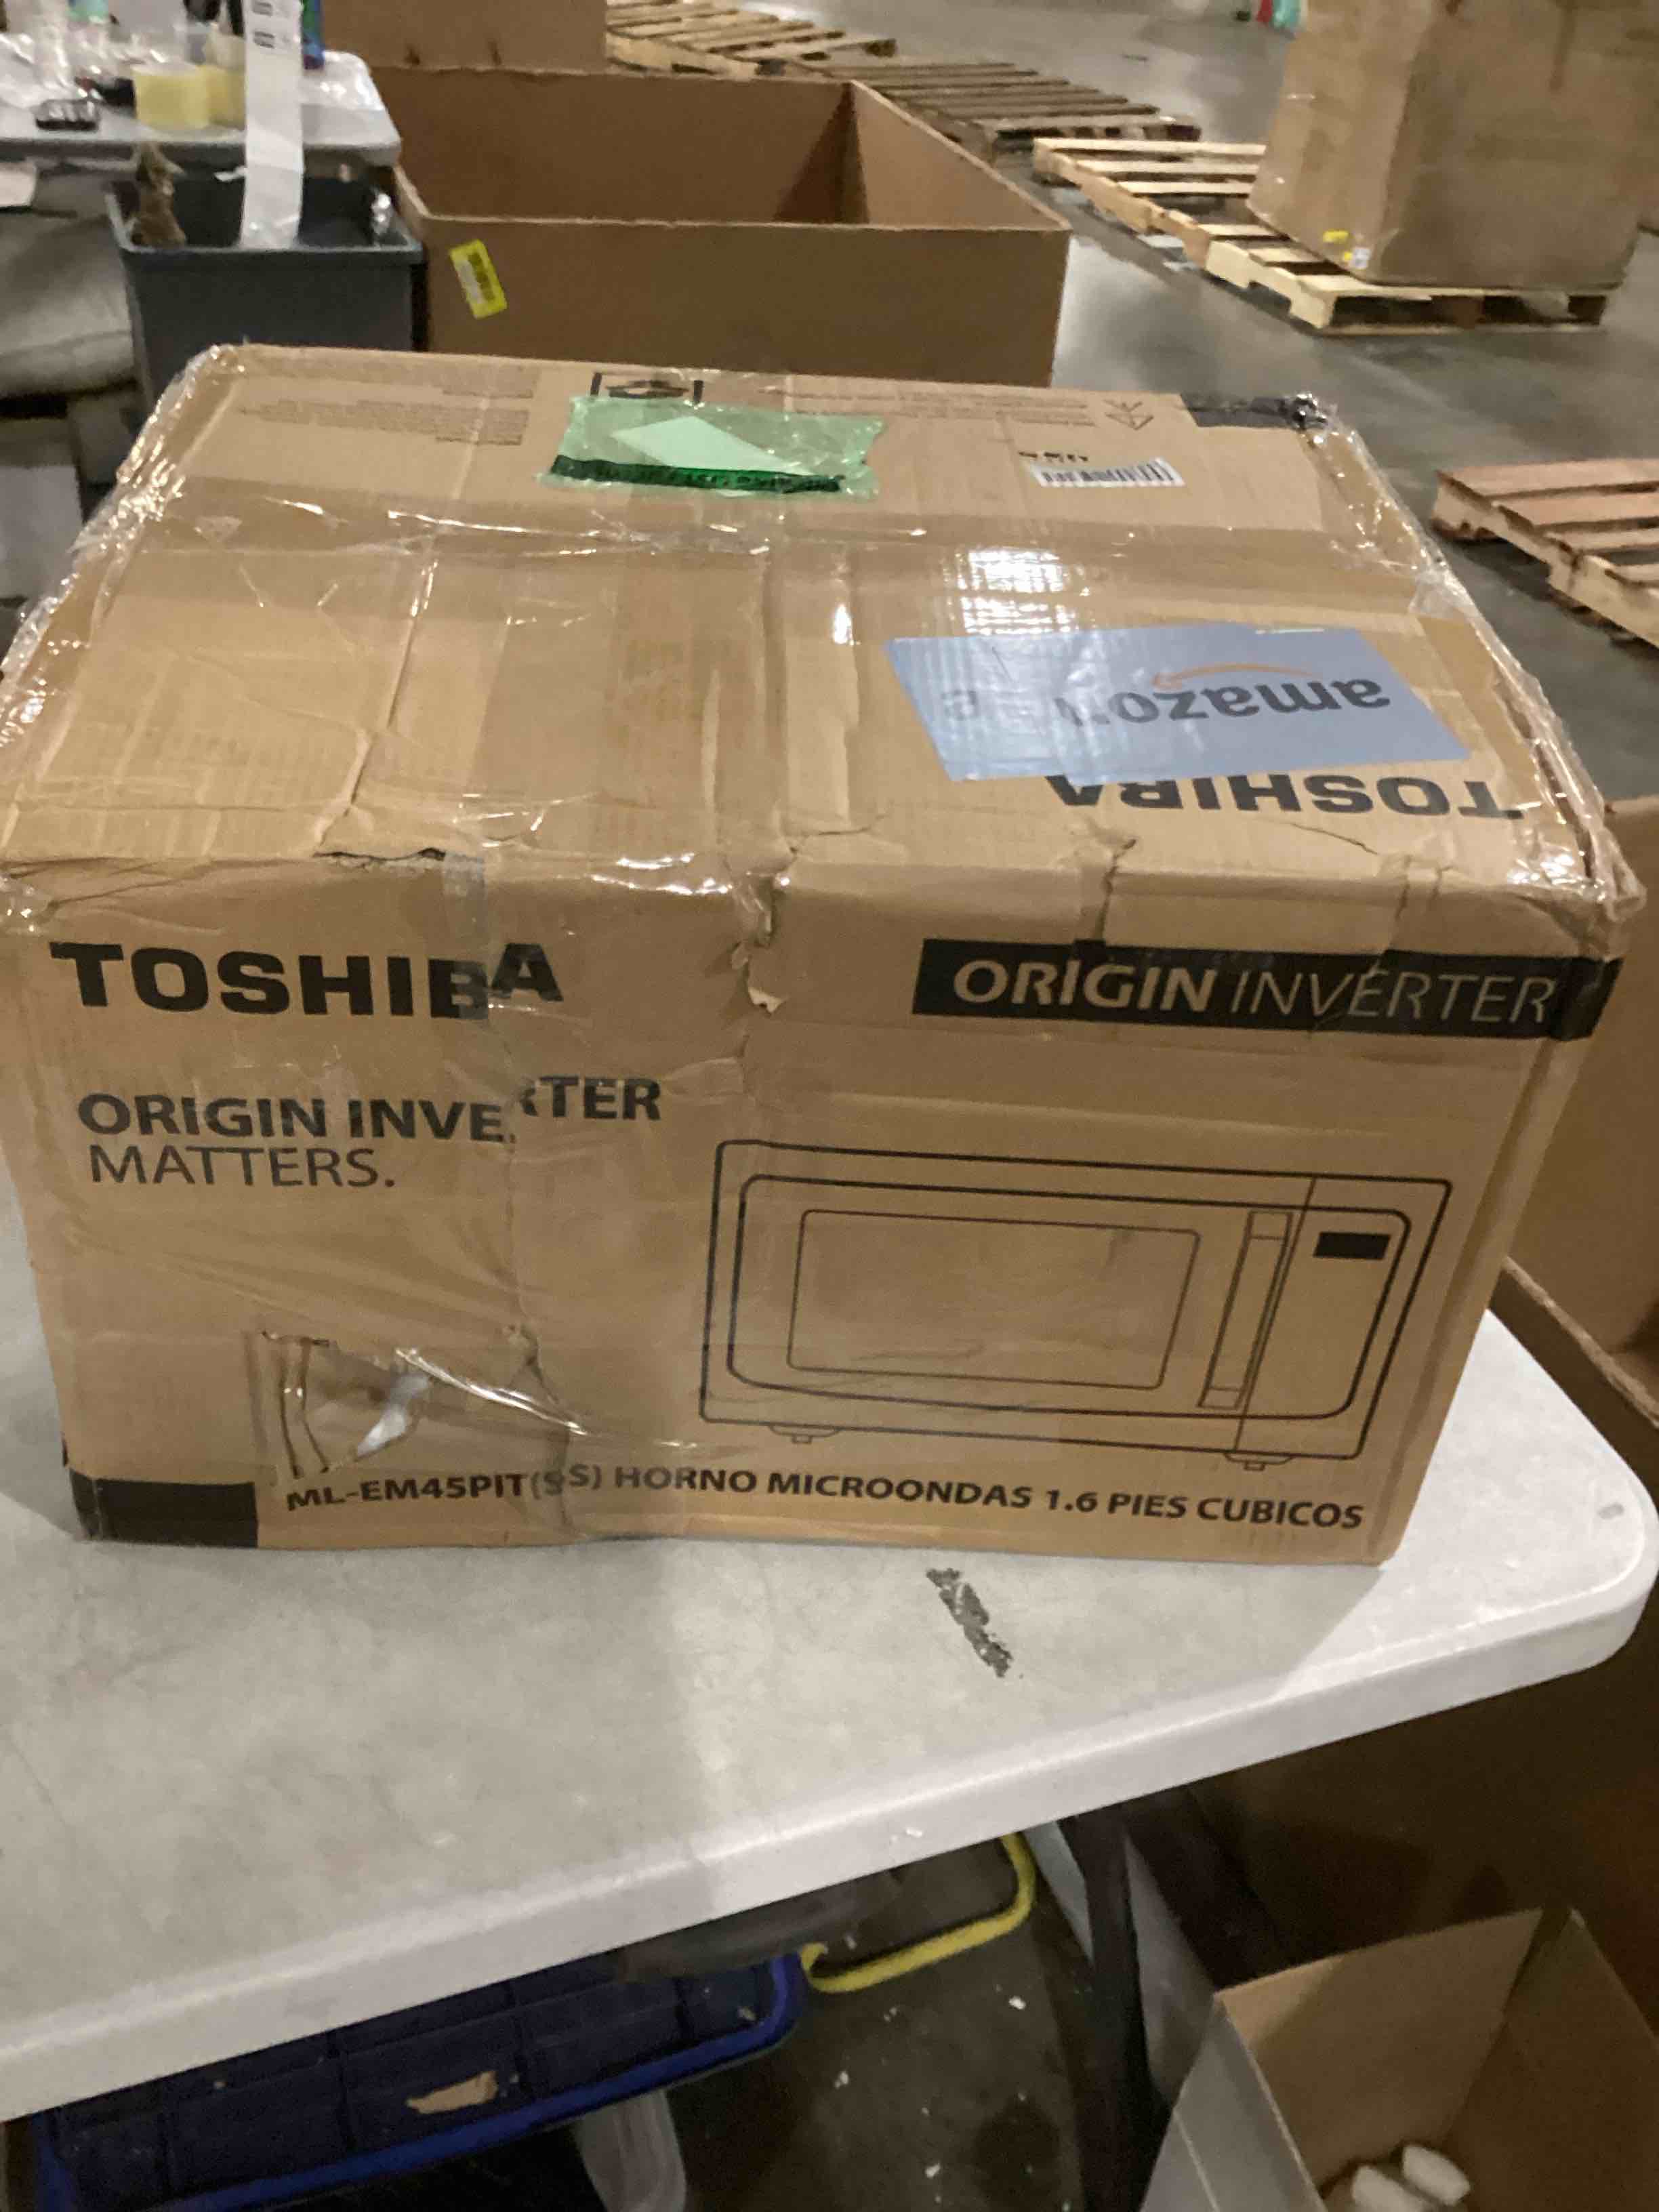 amazon
TOSHIBA
TOSHIBA
ORIGIN INVERTER
ORIGIN INVERTER
MATTERS.
ML-EM45PIT(SS) HORNO MICROONDAS 1.6 PIES CUBICOS